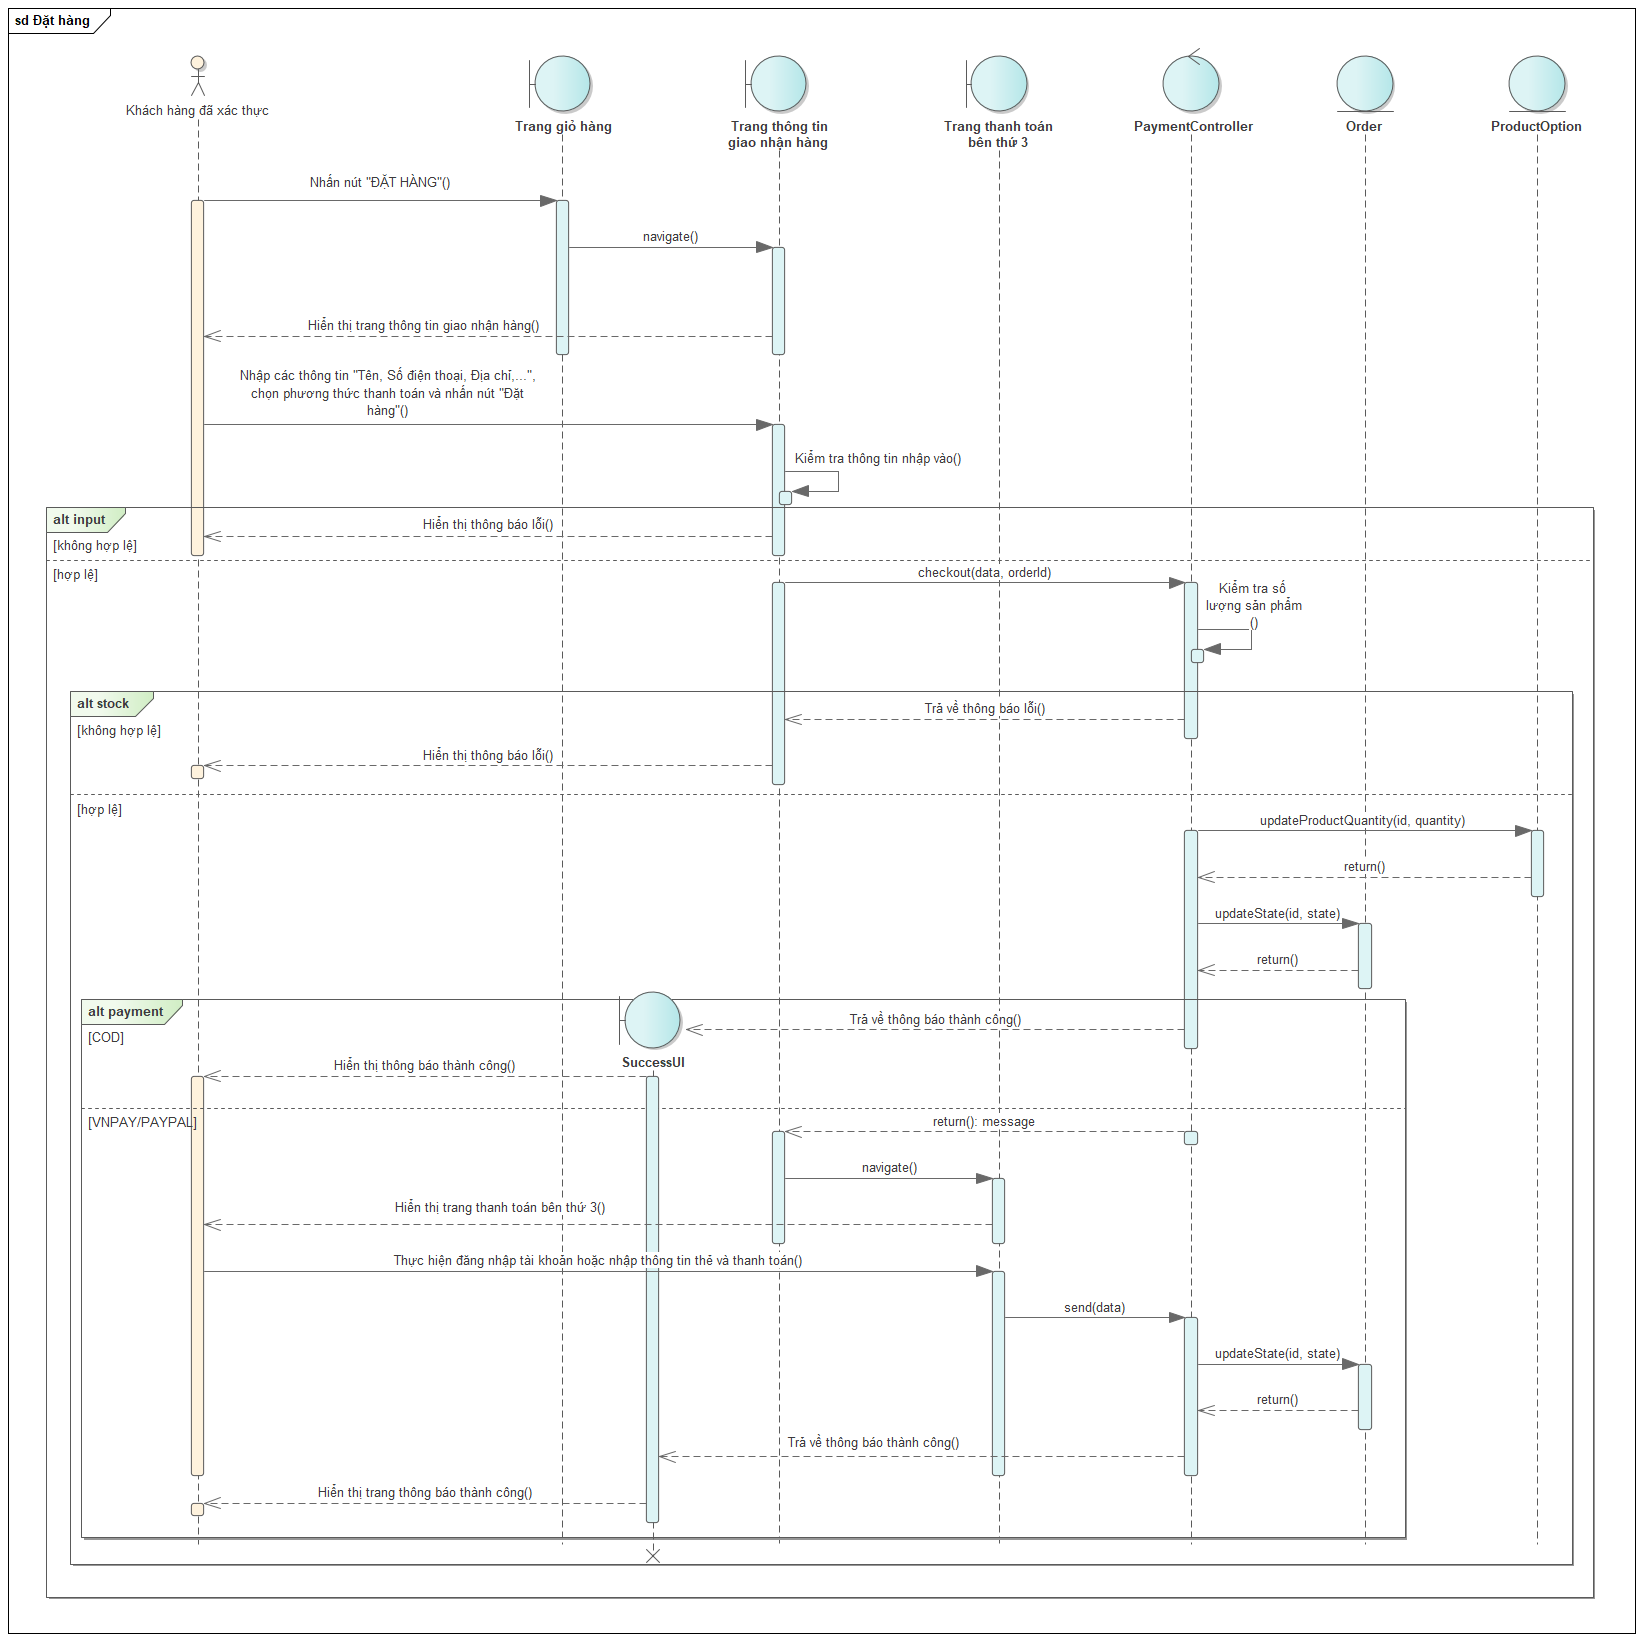 sd Đặt hàng
Khách hàng đã xác thực
Trang giỏ hàng
Trang thông tin
giao nhận hàng
Trang thanh toán
bên thứ 3
PaymentController
Order
ProductOption
Nhấn nút "ĐẶT HÀNG"()
navigate()
Hiển thị trang thông tin giao nhận hàng()
Nhập các thông tin "Tên, Số điện thoại, Địa chỉ,...",
chọn phương thức thanh toán và nhấn nút "Đặt
hàng"()
Kiểm tra thông tin nhập vào()
alt input
Hiển thị thông báo lỗi()
[không hợp lệ]
[hợp lệ]
checkout(data, orderId)
Kiểm tra số
lượng sản phẩm
()
alt stock
Trả về thông báo lỗi()
[không hợp lệ]
Hiển thị thông báo lỗi()
[hợp lệ]
updateProductQuantity(id, quantity)
return()
updateState(id, state)
return()
alt payment
Trả về thông báo thành công()
[COD]
SuccessUI
Hiển thị thông báo thành công()
[VNPAY/PAYPAL]
return(): message
navigate()
Hiển thị trang thanh toán bên thứ 3()
Thực hiện đăng nhập tài khoản hoặc nhập thông tin thẻ và thanh toán()
send(data)
updateState(id, state)
return()
Trả về thông báo thành công()
Hiển thị trang thông báo thành công()